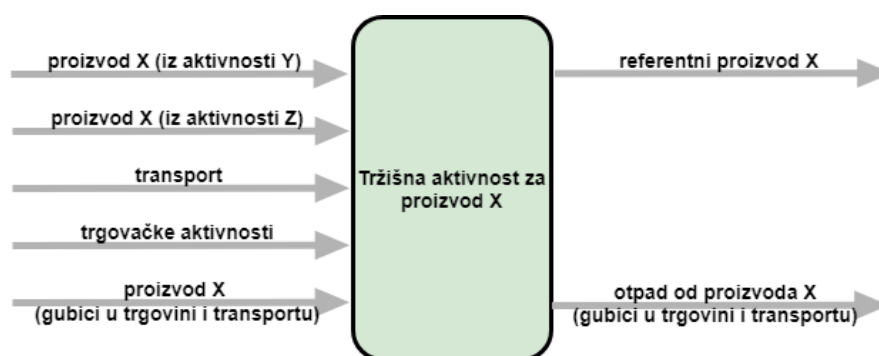 proizvod X (iz aktivnosti Y)
proizvod X (iz aktivnosti Z)
transport
trgovačke aktivnosti
proizvod X
(gubici u trgovini i transportu)
Tržišna aktivnost za
proizvod X
referentni proizvod X
otpad od proizvoda X
(gubici u trgovini i transportu)